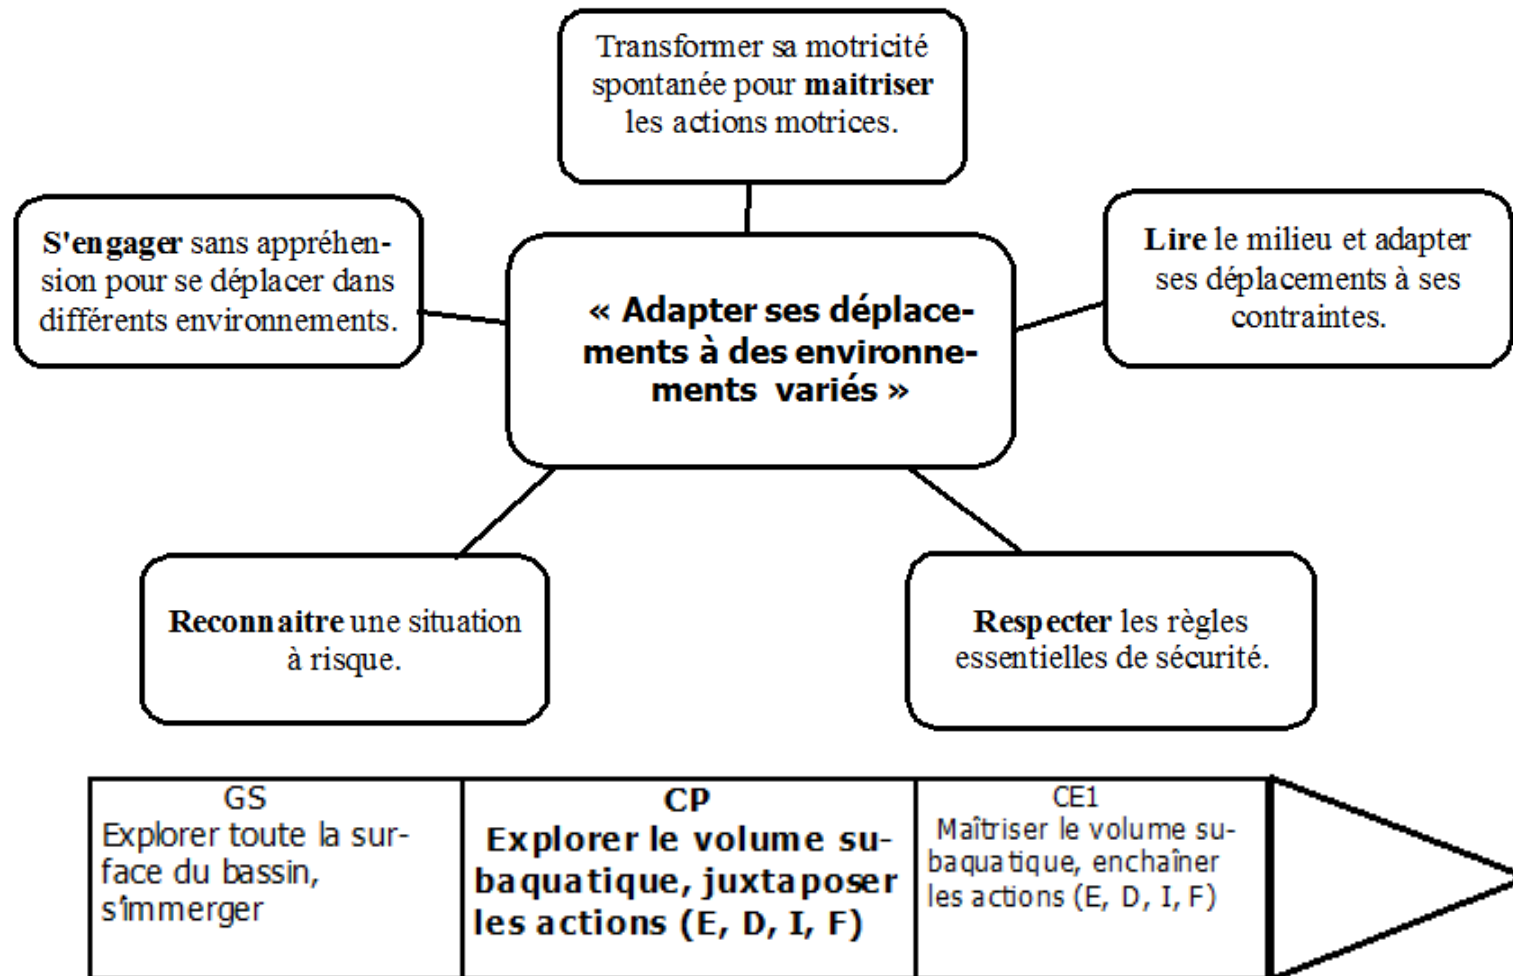 Transformer sa motricité
spontanée pour maitriser
les actions motrices.
S'engager sans appréhen-
sion pour se déplacer dans
différents environnements.
Lire le milieu et adapter
ses déplacements à ses
contraintes.
« Adapter ses déplace-
ments à des environne-
ments variés »
Reconnaitre une situation
à risque.
Respecter les règles
essentielles de sécurité.
GS
Explorer toute la sur-
face du bassin,
s'immerger
CP
Explorer le volume su-
baquatique, juxtaposer
les actions (E, D, I, F)
CE1
Maîtriser le volume su-
baquatique, enchaîner
les actions (E, D, I, F)